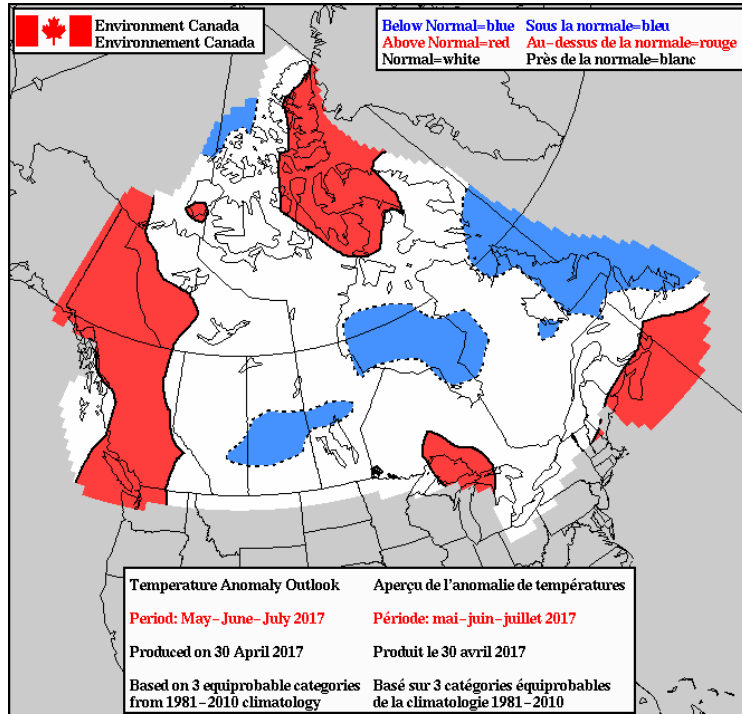 Environment Canada
Environnement Canada
Below Normal=blue Sous la normale=bleu
Above Normal=red Au-dessus de la normale=rouge
Normal=white Près de la normale=blanc
Temperature Anomaly Outlook Aperçu de l'anomalie de températures
Period: May-June-July 2017 Période: mai-juin-juillet 2017
Produced on 30 April 2017 Produit le 30 avril 2017
Based on 3 equiprobable categories Basé sur 3 catégories équiprobables
from 1981-2010 climatology de la climatologie 1981-2010